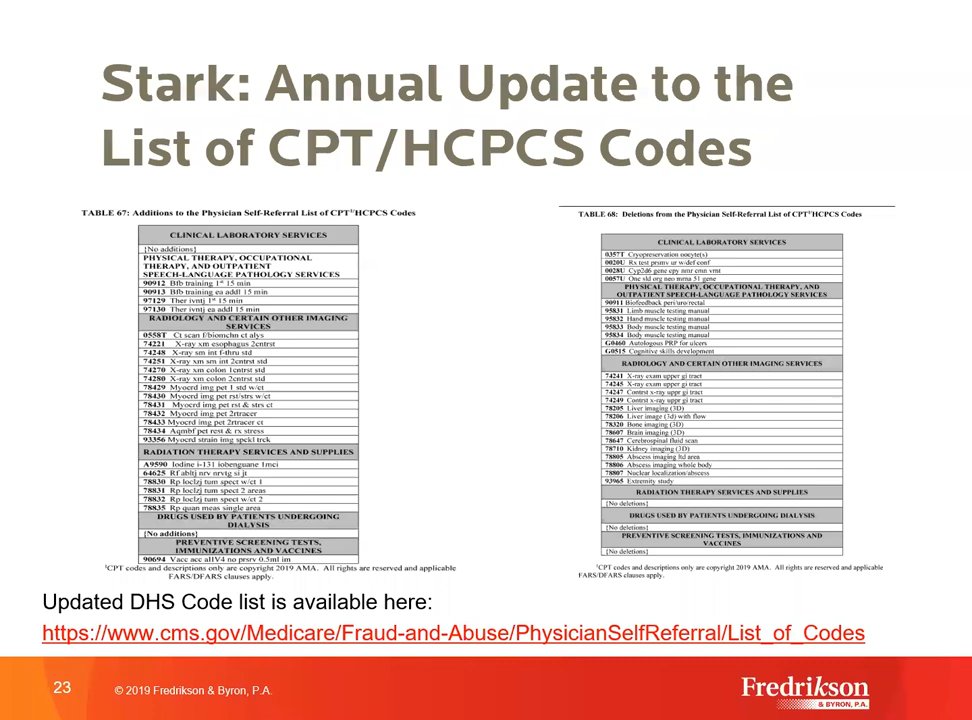 Stark: Annual Update to the
List of CPT/HCPCS Codes
TABLE 67: Additions to the Physician Self-Referral List of CPT¹/HCPCS Codes
CLINICAL LABORATORY SERVICES
{No additions}
PHYSICAL THERAPY, OCCUPATIONAL
THERAPY, AND OUTPATIENT
SPEECH-LANGUAGE PATHOLOGY SERVICES
90912 Bfb training 1st 15 min
90913 Bfb training ea addl 15 min
97129 Ther ivntj 1st 15 min
97130 Ther ivntj ea addl 15 min
RADIOLOGY AND CERTAIN OTHER IMAGING
SERVICES
0558T Ct scan f/biomchn ct alys
74221 X-ray xm esophagus 2cntrst
74248 X-ray sm int f-thru std
74251 X-ray xm sm int 2cntrst std
74270 X-ray xm colon 1cntrst std
74280 X-ray xm colon 2cntrst std
78429 Myocrd img pet 1 std w/ct
78430 Myocrd img pet rst/strs w/ct
78431 Myocrd img pet rst & strs ct
78432 Myocrd img pet 2rtracer
78433 Myocrd img pet 2rtracer ct
78434 Aqmbf pet rest & rx stress
93356 Myocrd strain img spckl trck
RADIATION THERAPY SERVICES AND SUPPLIES
A9590 Iodine i-131 iobenguane 1mci
64625 Rf abltj nrv nrvtg si jt
78830 Rp loclzj tum spect w/ct 1
78831 Rp loclzj tum spect 2 areas
78832 Rp loclzj tum spect w/ct 2
78835 Rp quan meas single area
DRUGS USED BY PATIENTS UNDERGOING
DIALYSIS
{No additions}
PREVENTIVE SCREENING TESTS,
IMMUNIZATIONS AND VACCINES
90694 Vacc acc aIIV4 no prsrv 0.5ml im
¹CPT codes and descriptions only are copyright 2019 AMA. All rights are reserved and applicable
FARS/DFARS clauses apply.
TABLE 68: Deletions from the Physician Self-Referral List of CPT¹/HCPCS Codes
CLINICAL LABORATORY SERVICES
0357T Cryopreservation oocyte(s)
0020U Rx test prsmv ur w/def conf
0028U Cyp2d6 gene cpy nmr cmn vrnt
0057U One sld org neo mrna 51 gene
PHYSICAL THERAPY, OCCUPATIONAL THERAPY, AND
OUTPATIENT SPEECH-LANGUAGE PATHOLOGY SERVICES
90911 Biofeedback peri/uro/rectal
95831 Limb muscle testing manual
95832 Hand muscle testing manual
95833 Body muscle testing manual
95834 Body muscle testing manual
G0460 Autologous PRP for ulcers
G0515 Cognitive skills development
RADIOLOGY AND CERTAIN OTHER IMAGING SERVICES
74241 X-ray exam upper gi tract
74245 X-ray exam upper gi tract
74247 Contrst x-ray uppr gi tract
74249 Contrst x-ray uppr gi tract
78205 Liver imaging (3D)
78206 Liver image (3d) with flow
78320 Bone imaging (3D)
78607 Brain imaging (3D)
78647 Cerebrospinal fluid scan
78710 Kidney imaging (3D)
78805 Abscess imaging ltd area
78806 Abscess imaging whole body
78807 Nuclear localization/abscess
93965 Extremity study
RADIATION THERAPY SERVICES AND SUPPLIES
{No deletions}
DRUGS USED BY PATIENTS UNDERGOING DIALYSIS
{No deletions}
PREVENTIVE SCREENING TESTS, IMMUNIZATIONS AND
VACCINES
{No deletions}
¹CPT codes and descriptions only are copyright 2019 AMA. All rights are reserved and applicable
FARS/DFARS clauses apply.
Updated DHS Code list is available here:
https://www.cms.gov/Medicare/Fraud-and-Abuse/PhysicianSelfReferral/List_of_Codes
23
© 2019 Fredrikson & Byron, P.A.
Fredrikson
& BYRON, P.A.